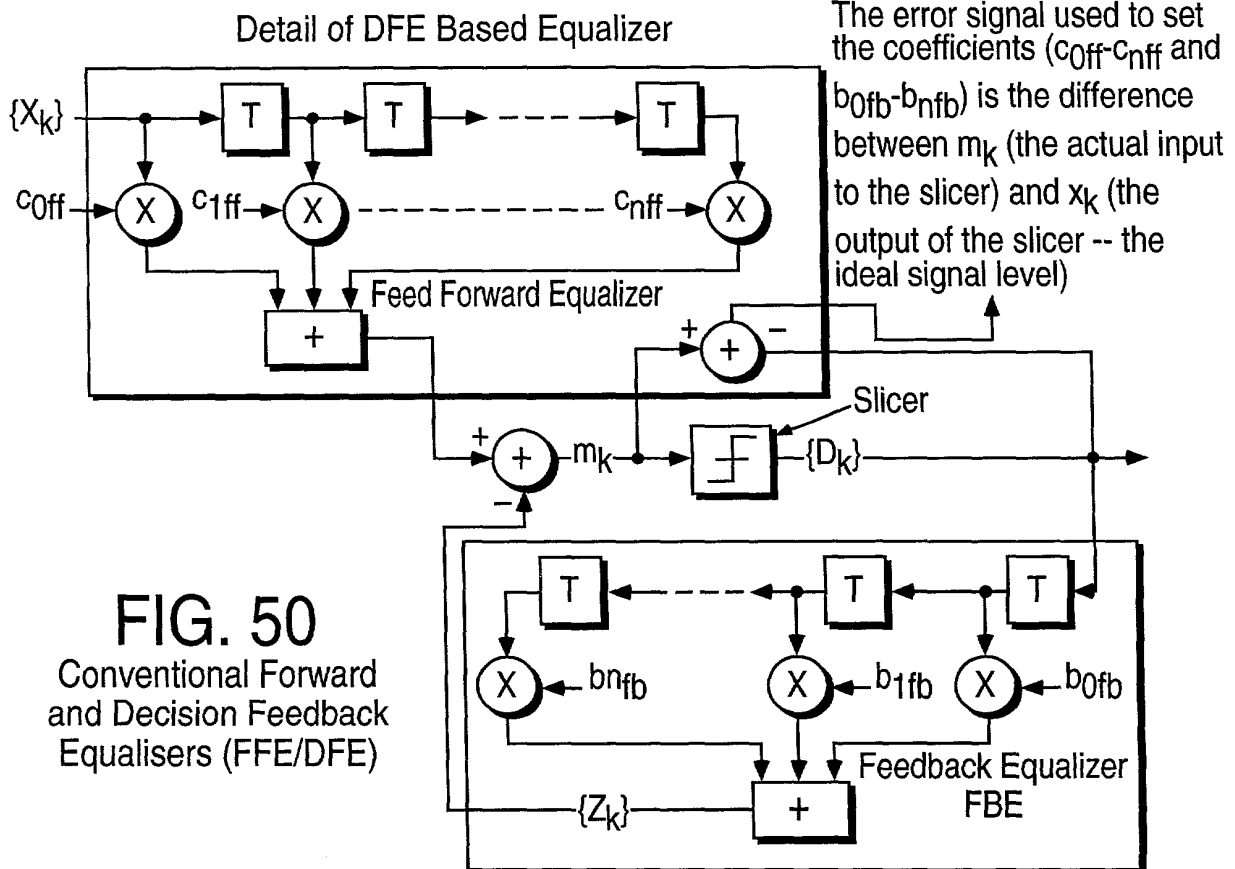 Detail of DFE Based Equalizer
The error signal used to set
the coefficients (c0ff-cnff and
b0fb-bnfb) is the difference
between mk (the actual input
to the slicer) and xk (the
output of the slicer -- the
ideal signal level)
{Xk}
T
T
T
c0ff
X
c1ff
X
cnff
X
Feed Forward Equalizer
+
+
+
−
Slicer
+
+
mk
{Dk}
−
T
T
T
X
bnfb
X
b1fb
X
b0fb
Feedback Equalizer
FBE
{Zk}
+
FIG. 50
Conventional Forward
and Decision Feedback
Equalisers (FFE/DFE)